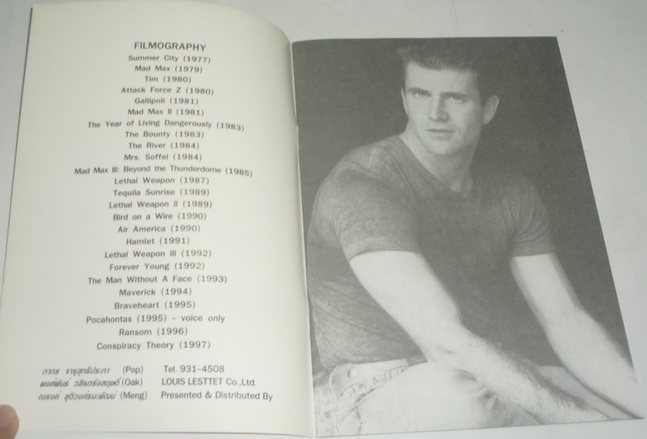 FILMOGRAPHY
Summer City (1977)
Mad Max (1979)
Tim (1980)
Attack Force Z (1980)
Gallipoli (1981)
Mad Max II (1981)
The Year of Living Dangerously (1983)
The Bounty (1983)
The River (1984)
Mrs. Soffel (1984)
Mad Max III: Beyond the Thunderdome (1985)
Lethal Weapon (1987)
Tequila Sunrise (1989)
Lethal Weapon II (1989)
Bird on a Wire (1990)
Air America (1990)
Hamlet (1991)
Lethal Weapon III (1992)
Forever Young (1992)
The Man Without A Face (1993)
Maverick (1994)
Braveheart (1995)
Pocahontas (1995) - voice only
Ransom (1996)
Conspiracy Theory (1997)
(Pop) Tel. 931-4508
(Oak) LOUIS LESTTET Co.,Ltd.
(Meng) Presented & Distributed By